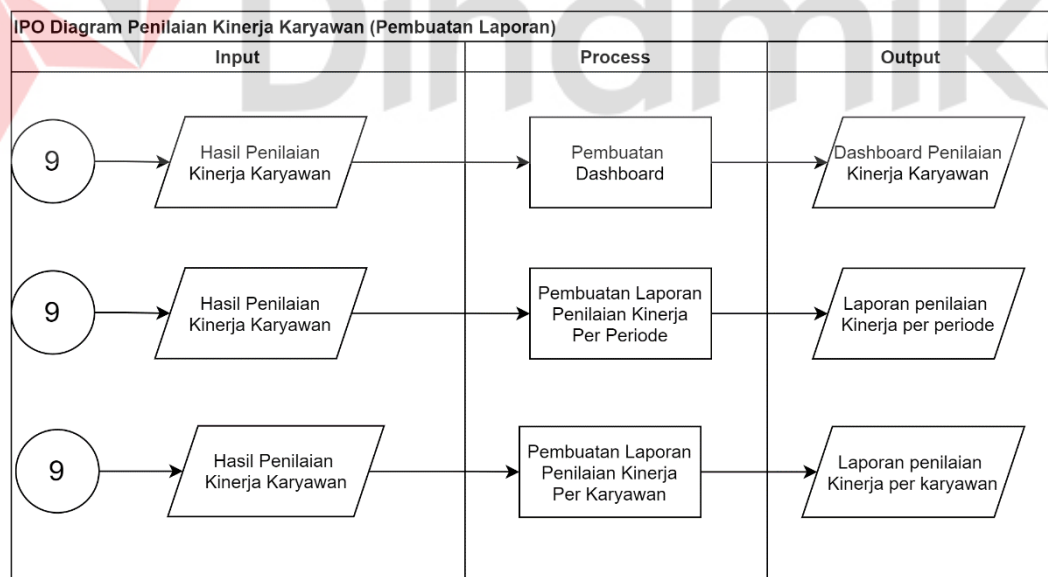 Dinamika
IPO Diagram Penilaian Kinerja Karyawan (Pembuatan Laporan)
Input
Process
Output
9
Hasil Penilaian
Kinerja Karyawan
Pembuatan
Dashboard
Dashboard Penilaian
Kinerja Karyawan
9
Hasil Penilaian
Kinerja Karyawan
Pembuatan Laporan
Penilaian Kinerja
Per Periode
Laporan penilaian
Kinerja per periode
9
Hasil Penilaian
Kinerja Karyawan
Pembuatan Laporan
Penilaian Kinerja
Per Karyawan
Laporan penilaian
Kinerja per karyawan